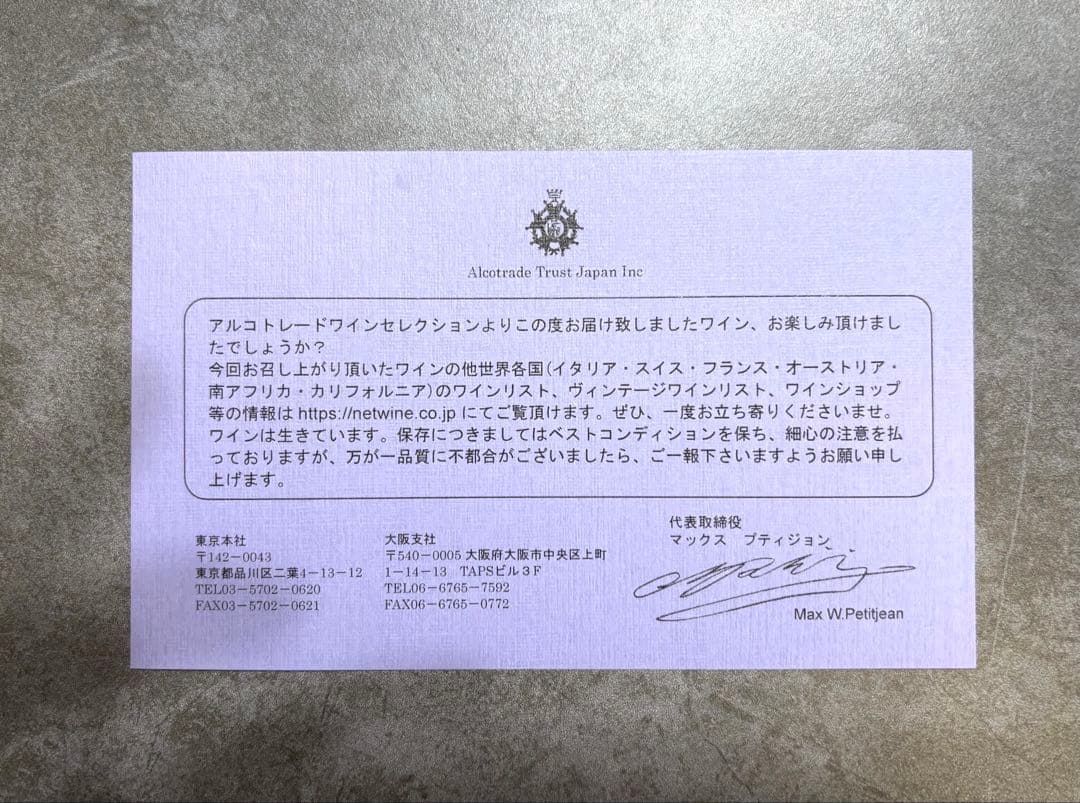 Alcotrade Trust Japan Inc
アルコトレードワインセレクションよりこの度お届け致しましたワイン、お楽しみ頂けまし
たでしょうか？
今回お召し上がり頂いたワインの他世界各国(イタリア・スイス・フランス・オーストリア・
南アフリカ・カリフォルニア)のワインリスト、ヴィンテージワインリスト、ワインショップ
等の情報は https://netwine.co.jp にてご覧頂けます。ぜひ、一度お立ち寄りくださいませ。
ワインは生きています。保存につきましてはベストコンディションを保ち、細心の注意を払
っておりますが、万が一品質に不都合がございましたら、ご一報下さいますようお願い申し
上げます。
東京本社
〒142－0043
東京都品川区二葉4－13－12
TEL03－5702－0620
FAX03－5702－0621
大阪支社
〒540－0005 大阪府大阪市中央区上町
1－14－13　TAPSビル３F
TEL06－6765－7592
FAX06－6765－0772
代表取締役
マックス　プティジョン
Max W.Petitjean